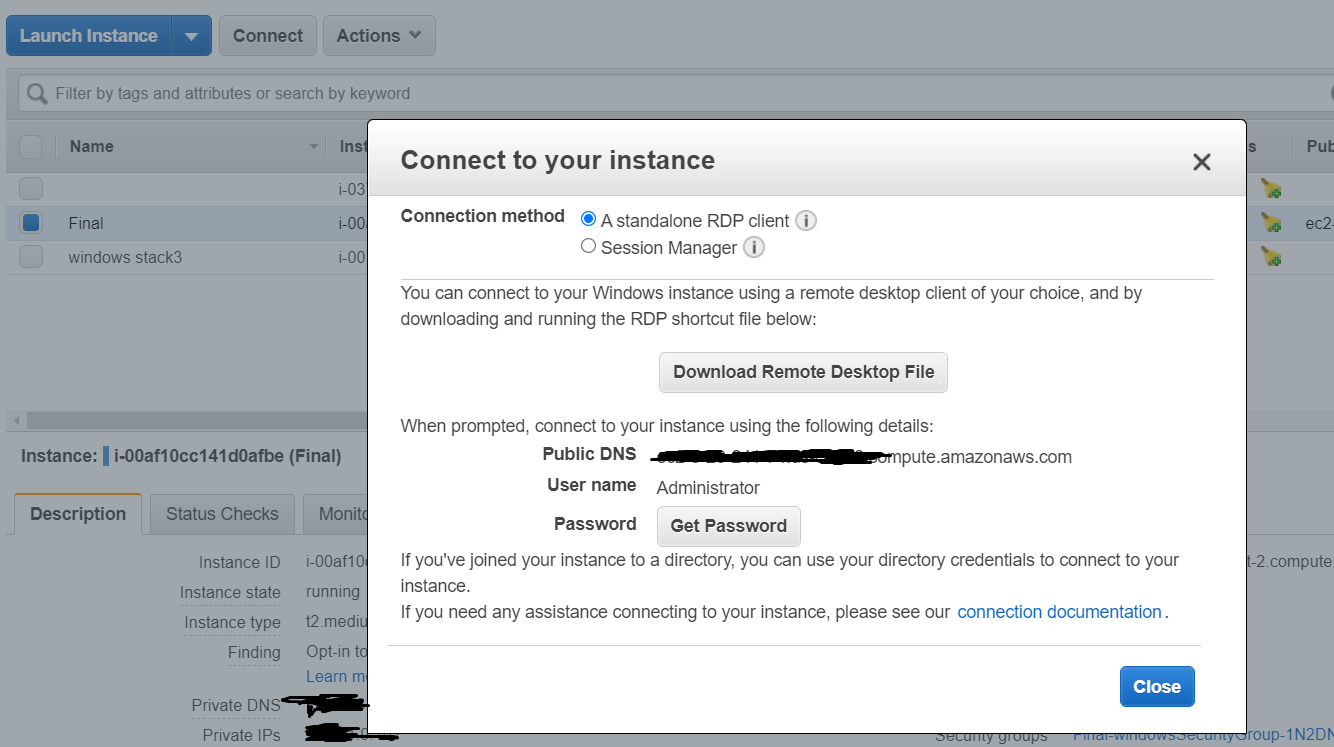 Launch Instance
Connect
Actions
Filter by tags and attributes or search by keyword
Name
Inst
s
Pub
i-03
Final
i-00
ec2-
windows stack3
i-00
Connect to your instance
Connection method
A standalone RDP client
Session Manager
You can connect to your Windows instance using a remote desktop client of your choice, and by
downloading and running the RDP shortcut file below:
Download Remote Desktop File
When prompted, connect to your instance using the following details:
Public DNS
compute.amazonaws.com
User name Administrator
Password Get Password
If you've joined your instance to a directory, you can use your directory credentials to connect to your
instance.
If you need any assistance connecting to your instance, please see our connection documentation.
Close
Instance: i-00af10cc141d0afbe (Final)
Description
Status Checks
Monito
Instance ID i-00af10
t-2.compute
Instance state running
Instance type t2.mediu
Finding Opt-in to
Learn m
Private DNS
Private IPs
Security groups Final-windowsSecurityGroup-1N2DN